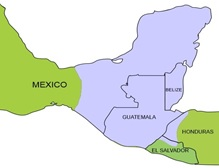 BELIZE
MEXICO
GUATEMALA
HONDURAS
EL SALVADOR